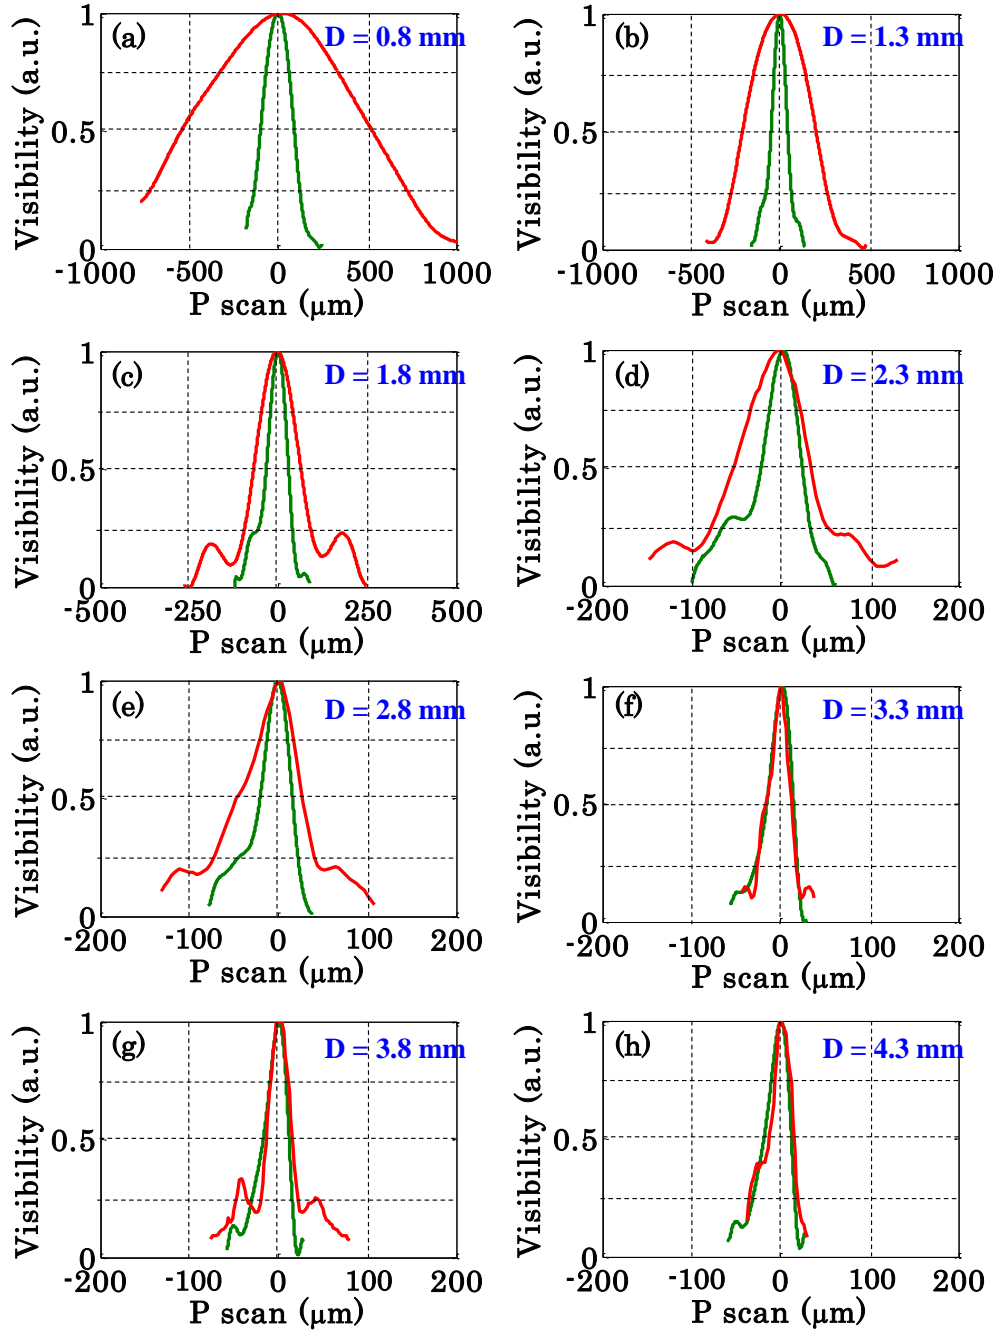 (a) D = 0.8 mm
Visibility (a.u.)
1
0.5
0
-1000 -500 0 500 1000
P scan (μm)
(b) D = 1.3 mm
Visibility (a.u.)
1
0.5
0
-1000 -500 0 500 1000
P scan (μm)
(c) D = 1.8 mm
Visibility (a.u.)
1
0.5
0
-500 -250 0 250 500
P scan (μm)
(d) D = 2.3 mm
Visibility (a.u.)
1
0.5
0
-200 -100 0 100 200
P scan (μm)
(e) D = 2.8 mm
Visibility (a.u.)
1
0.5
0
-200 -100 0 100 200
P scan (μm)
(f) D = 3.3 mm
Visibility (a.u.)
1
0.5
0
-200 -100 0 100 200
P scan (μm)
(g) D = 3.8 mm
Visibility (a.u.)
1
0.5
0
-200 -100 0 100 200
P scan (μm)
(h) D = 4.3 mm
Visibility (a.u.)
1
0.5
0
-200 -100 0 100 200
P scan (μm)